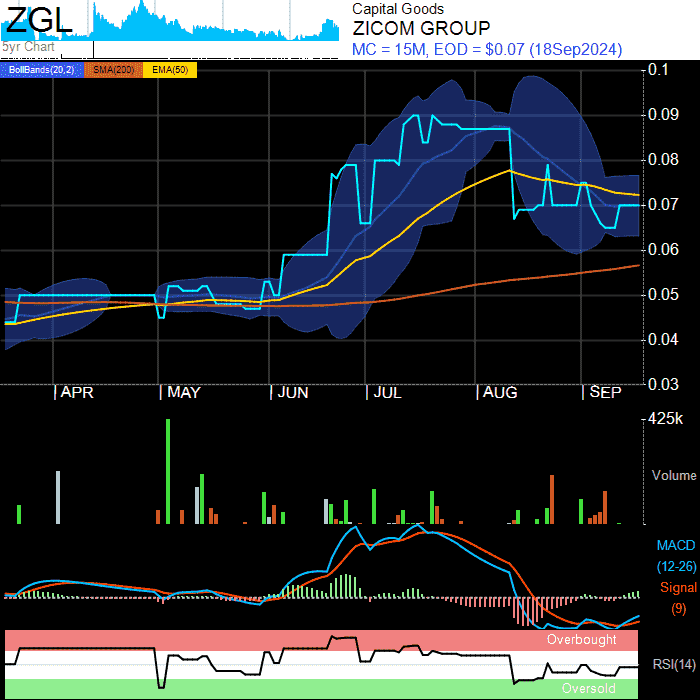 ZGL
5yr Chart
Capital Goods
ZICOM GROUP
MC = 15M, EOD = $0.07 (18Sep2024)
BollBands(20,2) SMA(200) EMA(50)
0.1
0.09
0.08
0.07
0.06
0.05
0.04
0.03
APR MAY JUN JUL AUG SEP
425k
Volume
MACD
(12-26)
Signal
(9)
Overbought
RSI(14)
Oversold